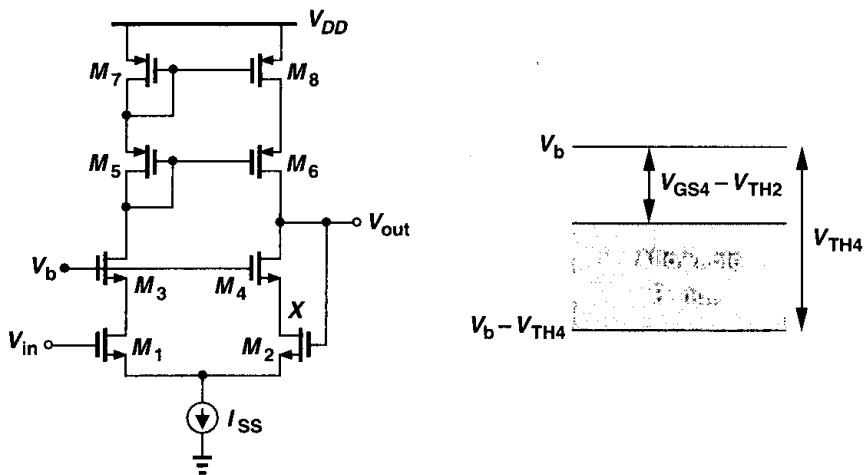 V_DD
M_7
M_8
M_5
M_6
V_out
V_b
M_3
M_4
X
V_in
M_1
M_2
I_SS
V_b
V_GS4 – V_TH2
V_TH4
V_b – V_TH4